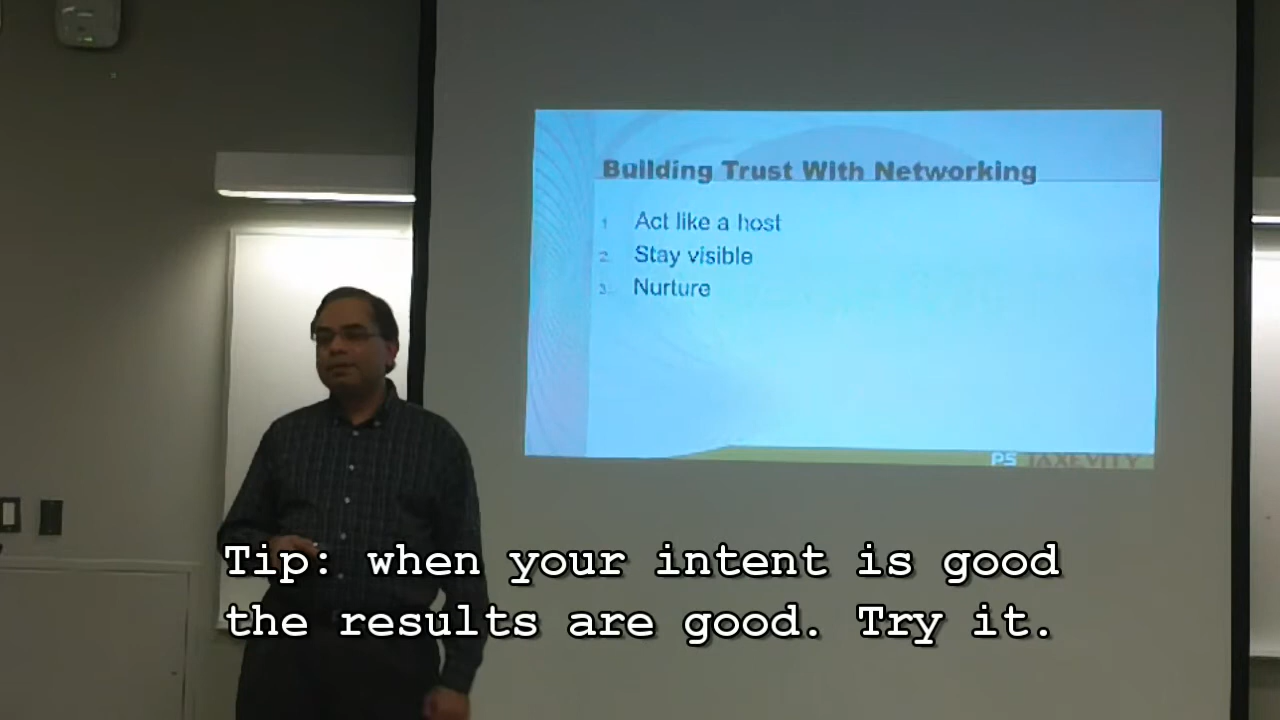 Building Trust With Networking
1. Act like a host
2. Stay visible
3. Nurture
PS TAXEVITY
Tip: when your intent is good
the results are good. Try it.